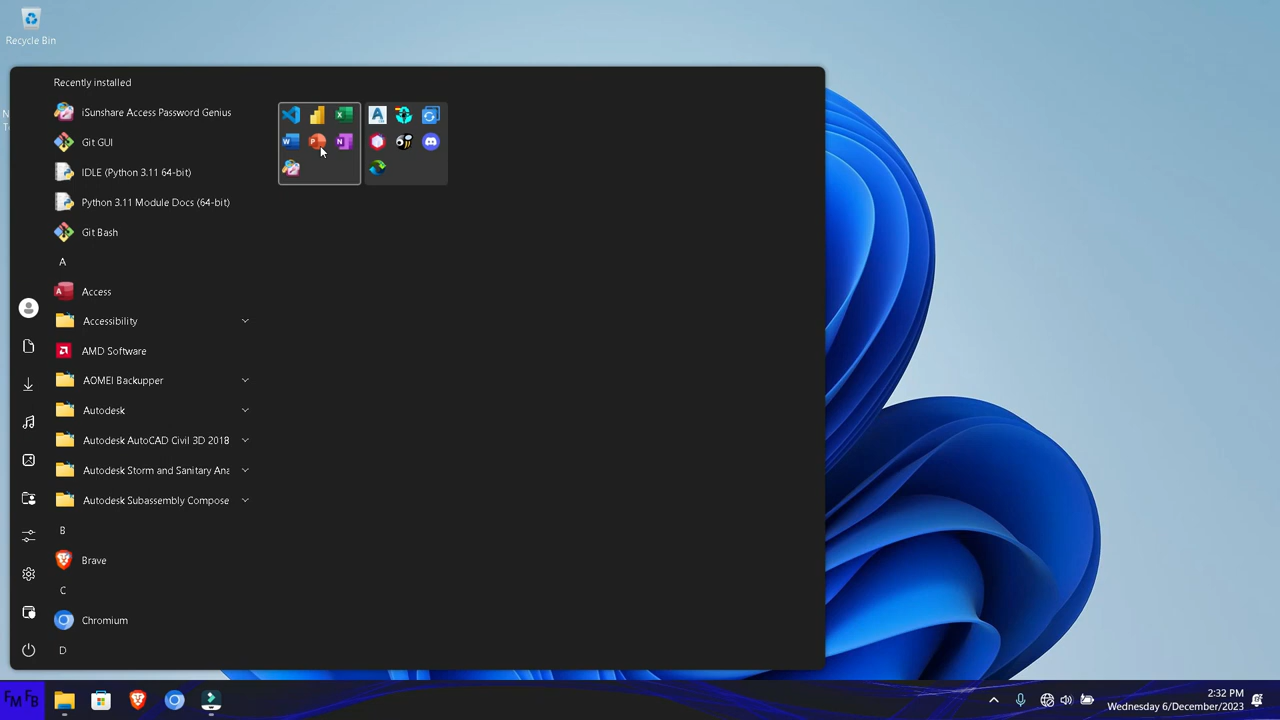 Recycle Bin
Recently installed
iSunshare Access Password Genius
Git GUI
IDLE (Python 3.11 64-bit)
Python 3.11 Module Docs (64-bit)
Git Bash
A
Access
Accessibility
AMD Software
AOMEI Backupper
Autodesk
Autodesk AutoCAD Civil 3D 2018
Autodesk Storm and Sanitary Ana
Autodesk Subassembly Compose
B
Brave
C
Chromium
D
FM FB
2:32 PM
Wednesday 6/December/2023